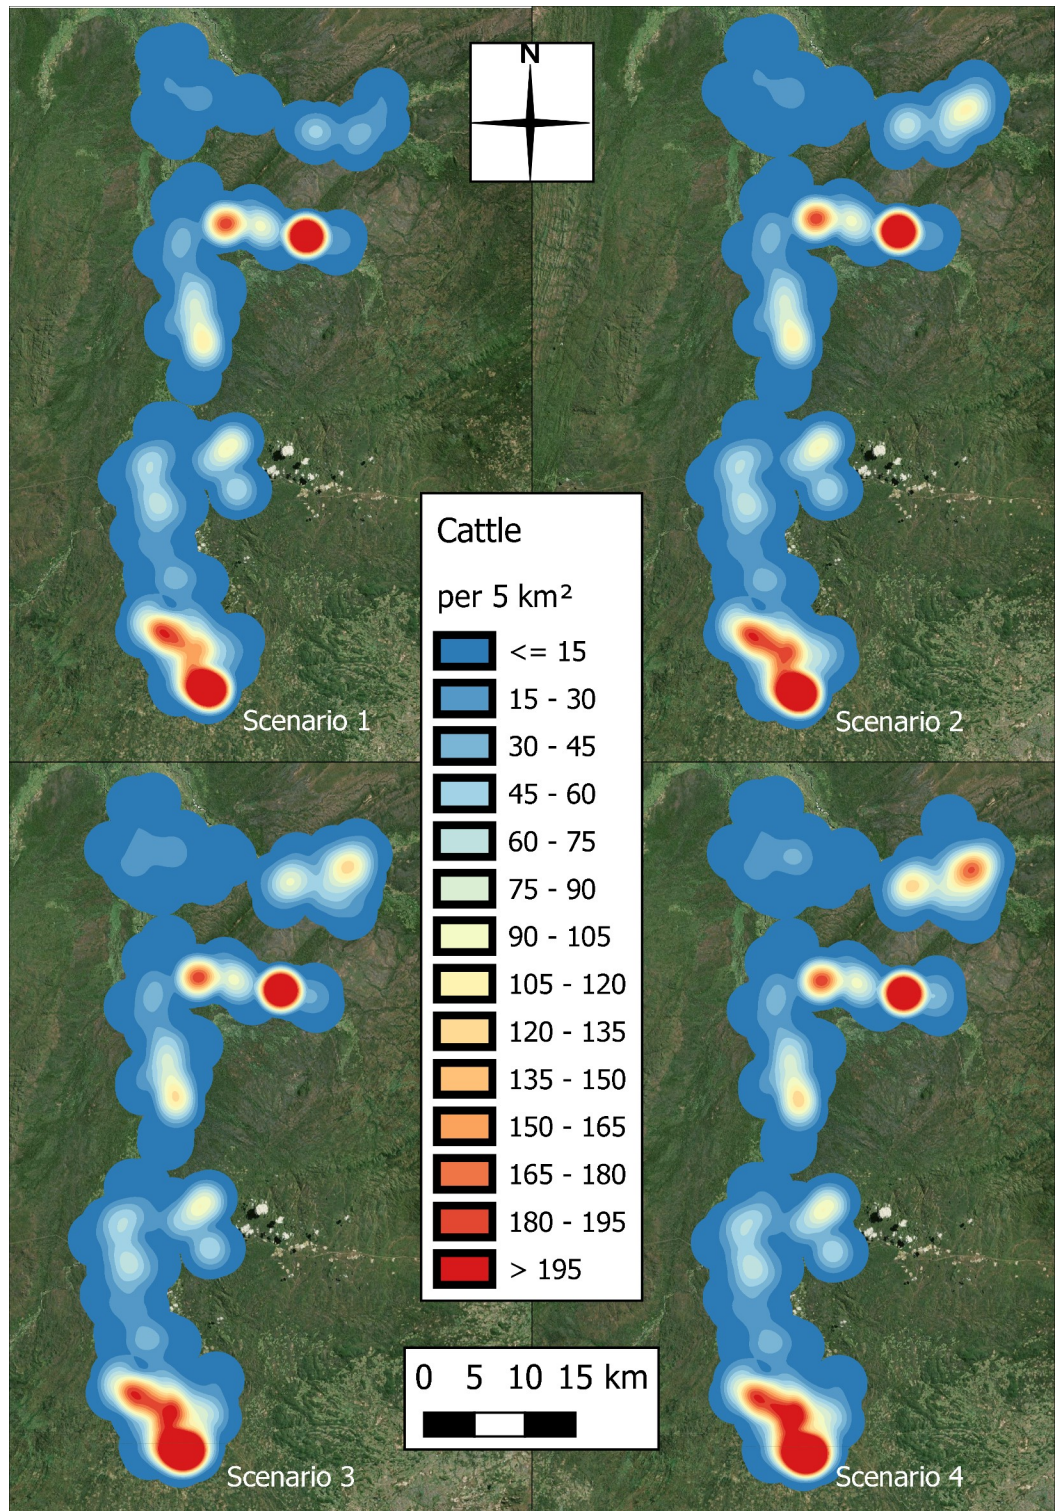 N
Cattle
per 5 km²
<= 15
15 - 30
30 - 45
45 - 60
60 - 75
75 - 90
90 - 105
105 - 120
120 - 135
135 - 150
150 - 165
165 - 180
180 - 195
> 195
Scenario 1
Scenario 2
0 5 10 15 km
Scenario 3
Scenario 4